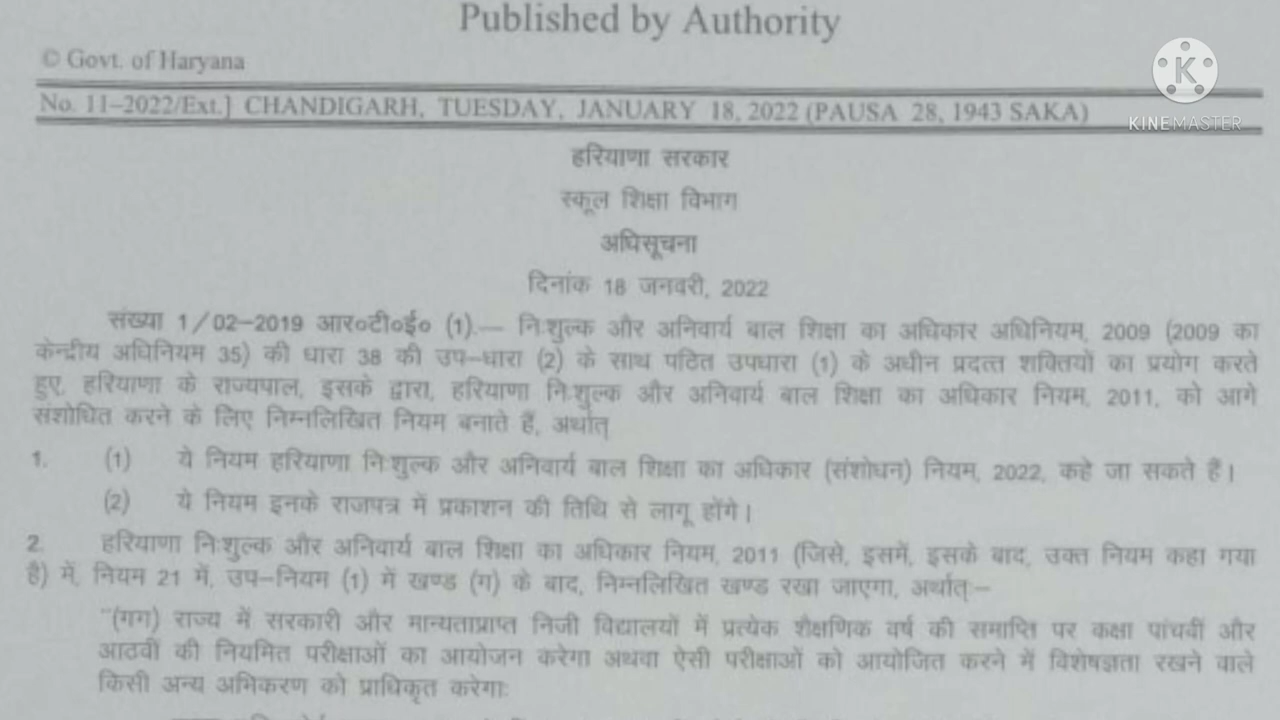 Published by Authority
© Govt. of Haryana
No. 11–2022/Ext.] CHANDIGARH, TUESDAY, JANUARY 18, 2022 (PAUSA 28, 1943 SAKA)
K
KINEMASTER
हरियाणा सरकार
स्कूल शिक्षा विभाग
अधिसूचना
दिनांक 18 जनवरी, 2022
संख्या 1/02–2019 आर०टी०ई० (1).— नि:शुल्क और अनिवार्य बाल शिक्षा का अधिकार अधिनियम, 2009 (2009 का
केन्द्रीय अधिनियम 35) की धारा 38 की उप–धारा (2) के साथ पठित उपधारा (1) के अधीन प्रदत्त शक्तियों का प्रयोग करते
हुए, हरियाणा के राज्यपाल, इसके द्वारा, हरियाणा नि:शुल्क और अनिवार्य बाल शिक्षा का अधिकार नियम, 2011, को आगे
संशोधित करने के लिए निम्नलिखित नियम बनाते हैं, अर्थात्
1. (1) ये नियम हरियाणा नि:शुल्क और अनिवार्य बाल शिक्षा का अधिकार (संशोधन) नियम, 2022, कहे जा सकते हैं।
(2) ये नियम इनके राजपत्र में प्रकाशन की तिथि से लागू होंगे।
2. हरियाणा नि:शुल्क और अनिवार्य बाल शिक्षा का अधिकार नियम, 2011 (जिसे, इसमें, इसके बाद, उक्त नियम कहा गया
है) में, नियम 21 में, उप–नियम (1) में खण्ड (ग) के बाद, निम्नलिखित खण्ड रखा जाएगा, अर्थात्:–
"(गग) राज्य में सरकारी और मान्यताप्राप्त निजी विद्यालयों में प्रत्येक शैक्षणिक वर्ष की समाप्ति पर कक्षा पांचवीं और
आठवीं की नियमित परीक्षाओं का आयोजन करेगा अथवा ऐसी परीक्षाओं को आयोजित करने में विशेषज्ञता रखने वाले
किसी अन्य अभिकरण को प्राधिकृत करेगा: